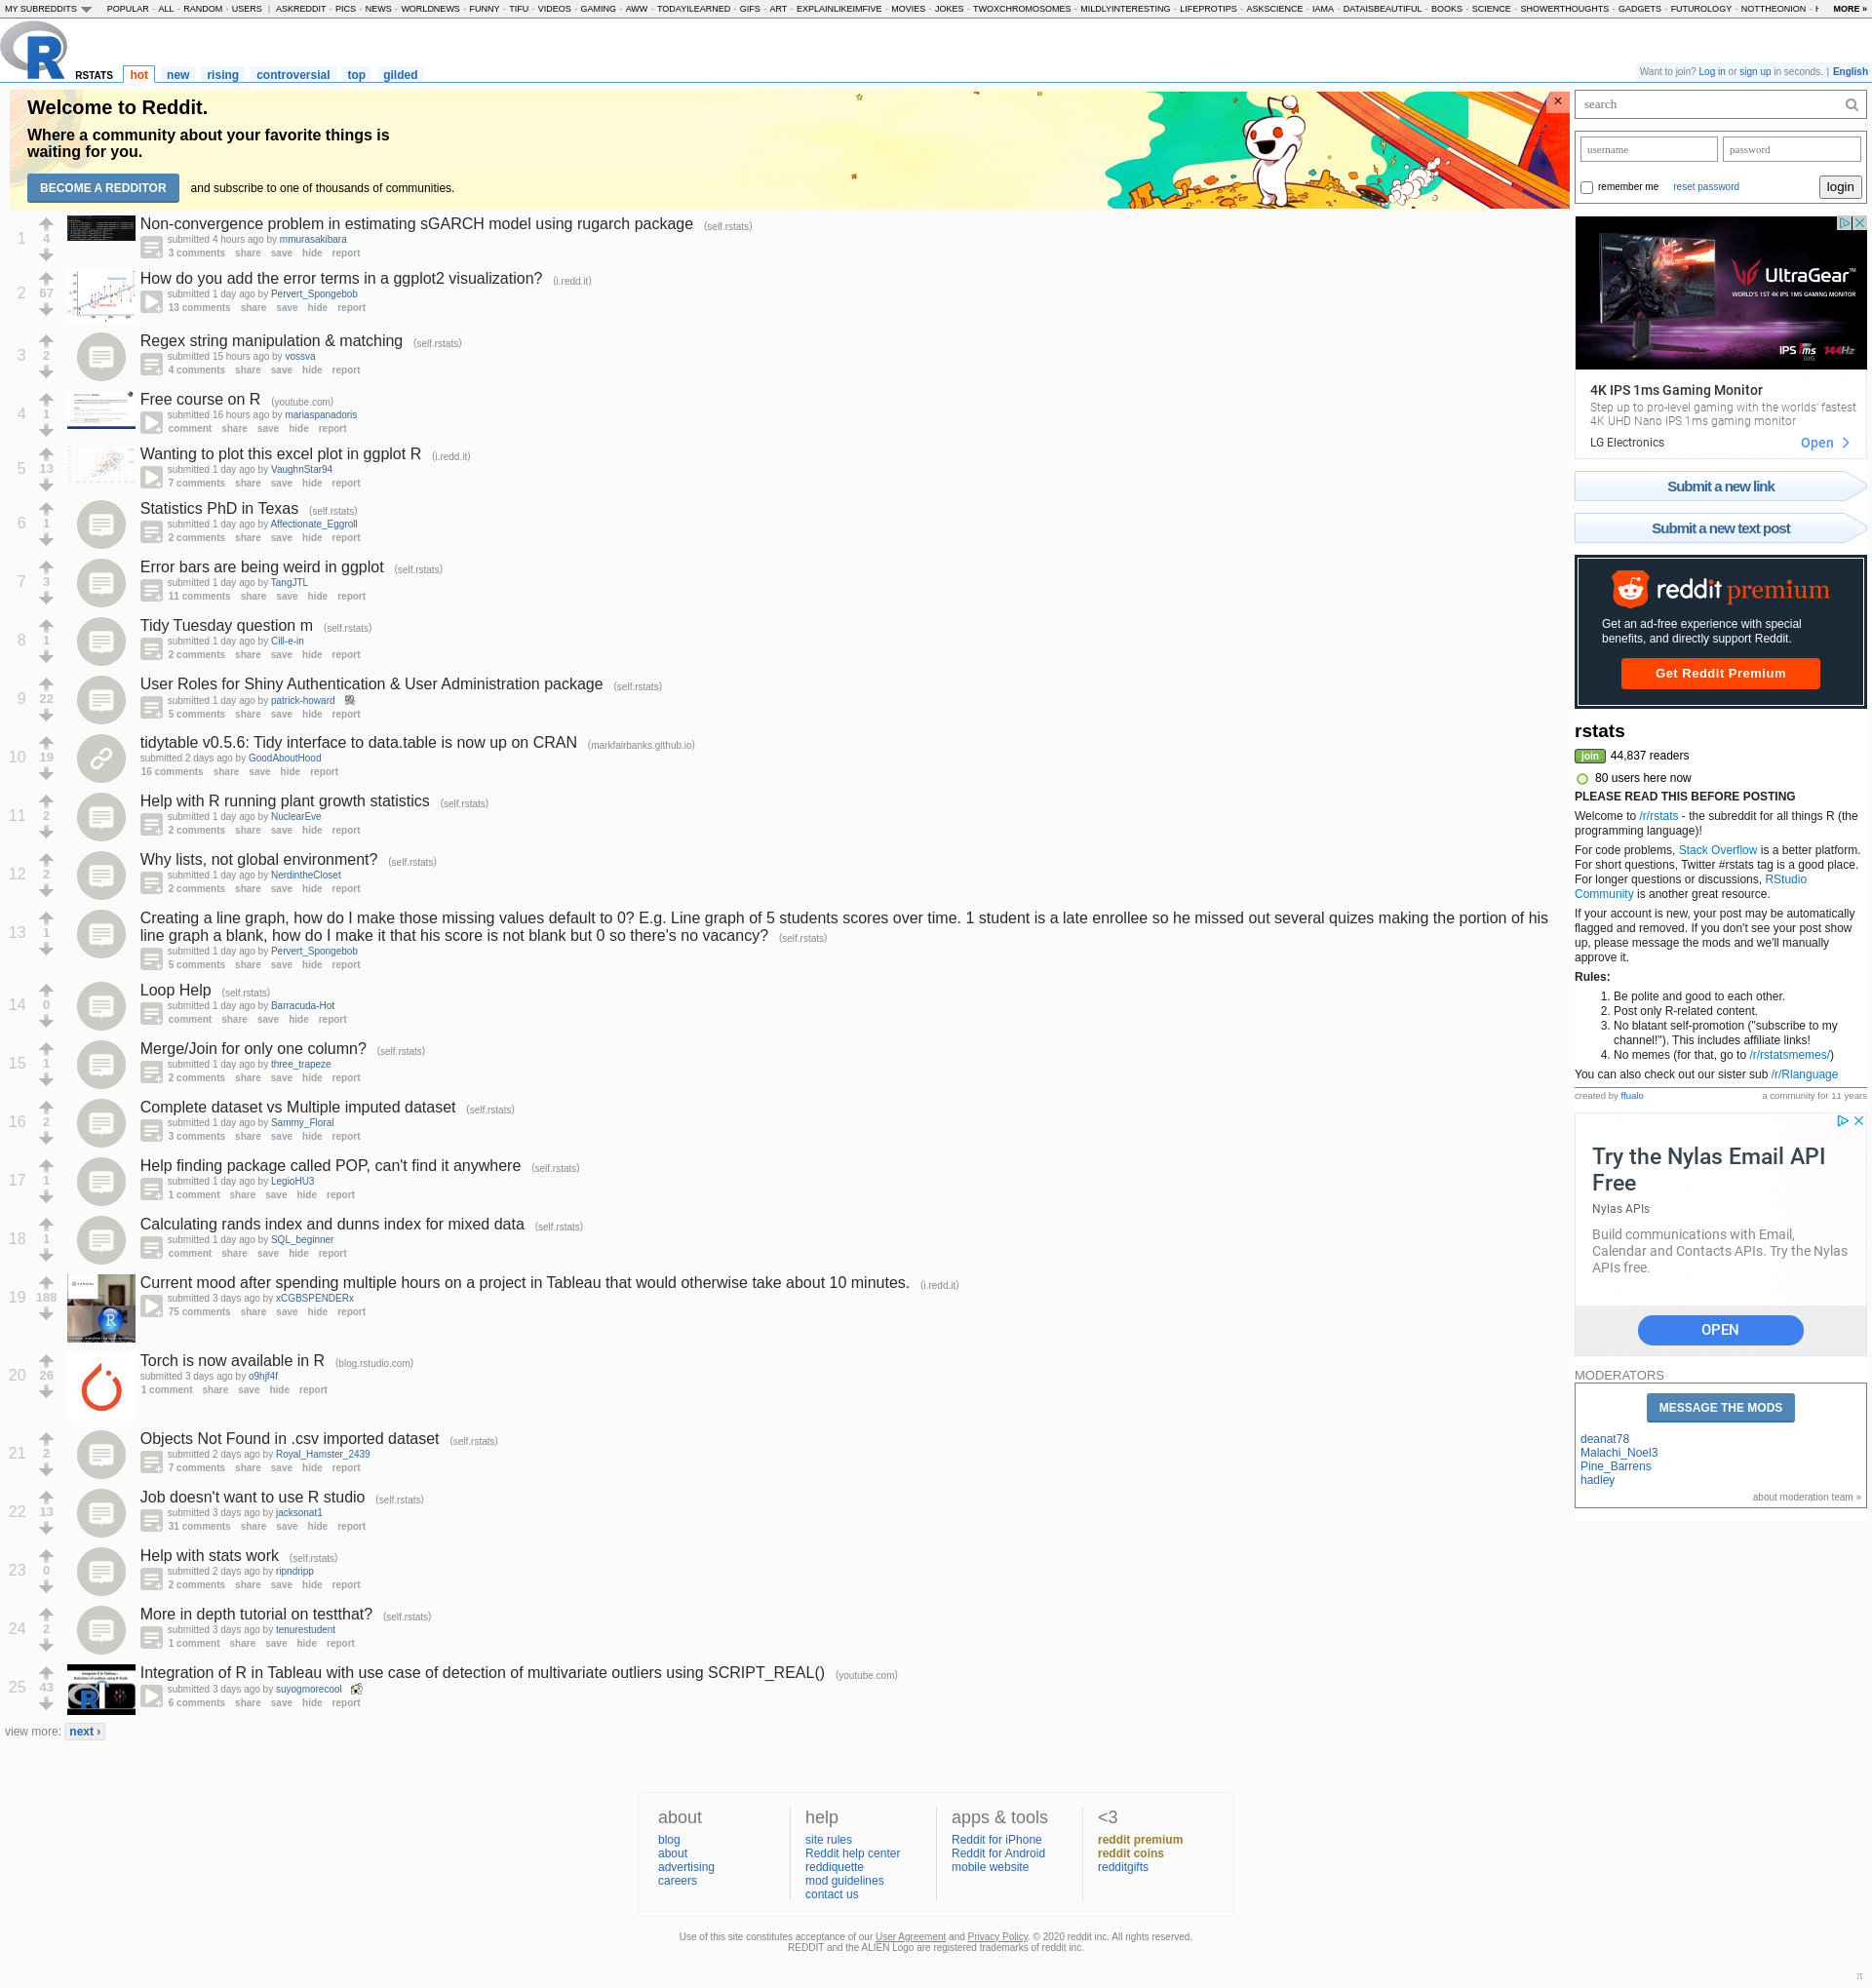 MY SUBREDDITS POPULAR - ALL - RANDOM - USERS | ASKREDDIT - PICS - NEWS - WORLDNEWS - FUNNY - TIFU - VIDEOS - GAMING - AWW - TODAYILEARNED - GIFS - ART - EXPLAINLIKEIMFIVE - MOVIES - JOKES - TWOXCHROMOSOMES - MILDLYINTERESTING - LIFEPROTIPS - ASKSCIENCE - IAMA - DATAISBEAUTIFUL - BOOKS - SCIENCE - SHOWERTHOUGHTS - GADGETS - FUTUROLOGY - NOTTHEONION - MORE »
R RSTATS hot new rising controversial top gilded
Want to join? Log in or sign up in seconds. | English
Welcome to Reddit.
Where a community about your favorite things is
waiting for you.
BECOME A REDDITOR and subscribe to one of thousands of communities.
×
1
4
Non-convergence problem in estimating sGARCH model using rugarch package (self.rstats)
submitted 4 hours ago by mmurasakibara
3 comments share save hide report
2
67
How do you add the error terms in a ggplot2 visualization? (i.redd.it)
submitted 1 day ago by Pervert_Spongebob
13 comments share save hide report
3
2
Regex string manipulation & matching (self.rstats)
submitted 15 hours ago by vossva
4 comments share save hide report
4
1
Free course on R (youtube.com)
submitted 16 hours ago by mariaspanadoris
comment share save hide report
5
13
Wanting to plot this excel plot in ggplot R (i.redd.it)
submitted 1 day ago by VaughnStar94
7 comments share save hide report
6
1
Statistics PhD in Texas (self.rstats)
submitted 1 day ago by Affectionate_Eggroll
2 comments share save hide report
7
3
Error bars are being weird in ggplot (self.rstats)
submitted 1 day ago by TangJTL
11 comments share save hide report
8
1
Tidy Tuesday question m (self.rstats)
submitted 1 day ago by Cill-e-in
2 comments share save hide report
9
22
User Roles for Shiny Authentication & User Administration package (self.rstats)
submitted 1 day ago by patrick-howard
5 comments share save hide report
10
19
tidytable v0.5.6: Tidy interface to data.table is now up on CRAN (markfairbanks.github.io)
submitted 2 days ago by GoodAboutHood
16 comments share save hide report
11
2
Help with R running plant growth statistics (self.rstats)
submitted 1 day ago by NuclearEve
2 comments share save hide report
12
2
Why lists, not global environment? (self.rstats)
submitted 1 day ago by NerdintheCloset
2 comments share save hide report
13
1
Creating a line graph, how do I make those missing values default to 0? E.g. Line graph of 5 students scores over time. 1 student is a late enrollee so he missed out several quizes making the portion of his
line graph a blank, how do I make it that his score is not blank but 0 so there's no vacancy? (self.rstats)
submitted 1 day ago by Pervert_Spongebob
5 comments share save hide report
14
0
Loop Help (self.rstats)
submitted 1 day ago by Barracuda-Hot
comment share save hide report
15
1
Merge/Join for only one column? (self.rstats)
submitted 1 day ago by three_trapeze
2 comments share save hide report
16
2
Complete dataset vs Multiple imputed dataset (self.rstats)
submitted 1 day ago by Sammy_Floral
3 comments share save hide report
17
1
Help finding package called POP, can't find it anywhere (self.rstats)
submitted 1 day ago by LegioHU3
1 comment share save hide report
18
1
Calculating rands index and dunns index for mixed data (self.rstats)
submitted 1 day ago by SQL_beginner
comment share save hide report
19
188
Current mood after spending multiple hours on a project in Tableau that would otherwise take about 10 minutes. (i.redd.it)
submitted 3 days ago by xCGBSPENDERx
75 comments share save hide report
20
26
Torch is now available in R (blog.rstudio.com)
submitted 3 days ago by o9hjf4f
1 comment share save hide report
21
2
Objects Not Found in .csv imported dataset (self.rstats)
submitted 2 days ago by Royal_Hamster_2439
7 comments share save hide report
22
13
Job doesn't want to use R studio (self.rstats)
submitted 3 days ago by jacksonat1
31 comments share save hide report
23
0
Help with stats work (self.rstats)
submitted 2 days ago by ripndripp
2 comments share save hide report
24
2
More in depth tutorial on testthat? (self.rstats)
submitted 3 days ago by tenurestudent
1 comment share save hide report
25
43
Integration of R in Tableau with use case of detection of multivariate outliers using SCRIPT_REAL() (youtube.com)
submitted 3 days ago by suyogmorecool
6 comments share save hide report
view more: next ›
search
username password
remember me reset password login
UltraGear™
WORLD'S 1ST 4K IPS 1MS GAMING MONITOR
IPS 1ms GtG 144Hz
4K IPS 1ms Gaming Monitor
Step up to pro-level gaming with the worlds' fastest
4K UHD Nano IPS 1ms gaming monitor
LG Electronics Open
Submit a new link
Submit a new text post
reddit premium
Get an ad-free experience with special
benefits, and directly support Reddit.
Get Reddit Premium
rstats
join 44,837 readers
80 users here now
PLEASE READ THIS BEFORE POSTING
Welcome to /r/rstats - the subreddit for all things R (the
programming language)!
For code problems, Stack Overflow is a better platform.
For short questions, Twitter #rstats tag is a good place.
For longer questions or discussions, RStudio
Community is another great resource.
If your account is new, your post may be automatically
flagged and removed. If you don't see your post show
up, please message the mods and we'll manually
approve it.
Rules:
1. Be polite and good to each other.
2. Post only R-related content.
3. No blatant self-promotion ("subscribe to my
channel!"). This includes affiliate links!
4. No memes (for that, go to /r/rstatsmemes/)
You can also check out our sister sub /r/Rlanguage
created by ffualo a community for 11 years
Try the Nylas Email API
Free
Nylas APIs
Build communications with Email,
Calendar and Contacts APIs. Try the Nylas
APIs free.
OPEN
MODERATORS
MESSAGE THE MODS
deanat78
Malachi_Noel3
Pine_Barrens
hadley
about moderation team »
about
blog
about
advertising
careers
help
site rules
Reddit help center
reddiquette
mod guidelines
contact us
apps & tools
Reddit for iPhone
Reddit for Android
mobile website
<3
reddit premium
reddit coins
redditgifts
Use of this site constitutes acceptance of our User Agreement and Privacy Policy. © 2020 reddit inc. All rights reserved.
REDDIT and the ALIEN Logo are registered trademarks of reddit inc.
π